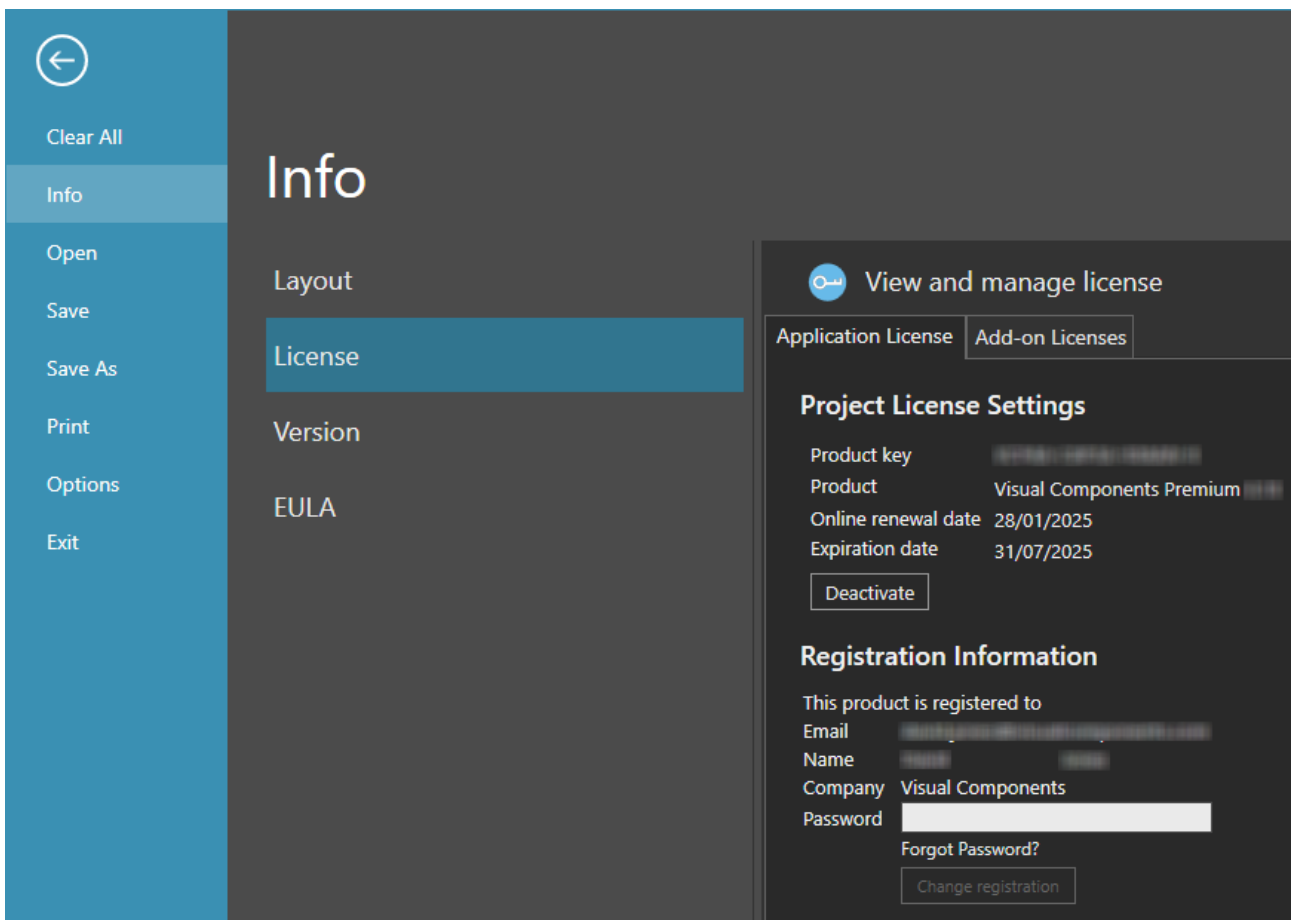 Clear All
Info
Open
Save
Save As
Print
Options
Exit
Info
Layout
License
Version
EULA
View and manage license
Application License
Add-on Licenses
Project License Settings
Product key
Product Visual Components Premium
Online renewal date 28/01/2025
Expiration date 31/07/2025
Deactivate
Registration Information
This product is registered to
Email
Name
Company Visual Components
Password
Forgot Password?
Change registration